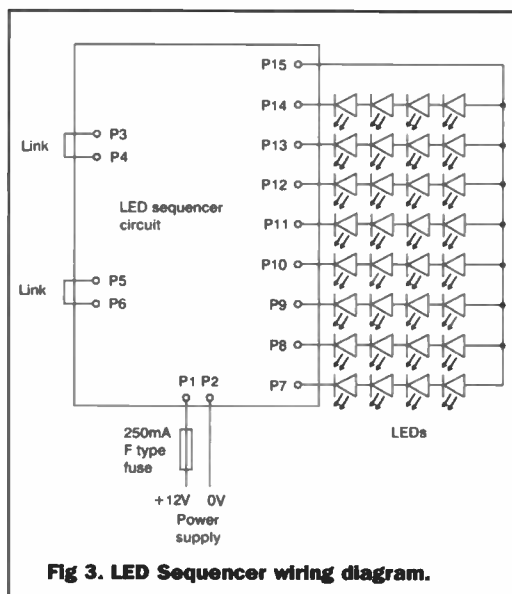 P15
P14
P13
P12
P11
P10
P9
P8
P7
Link
P3
P4
LED sequencer
circuit
Link
P5
P6
P1 P2
250mA
F type
fuse
+12V 0V
Power
supply
LEDs
Fig 3. LED Sequencer wiring diagram.